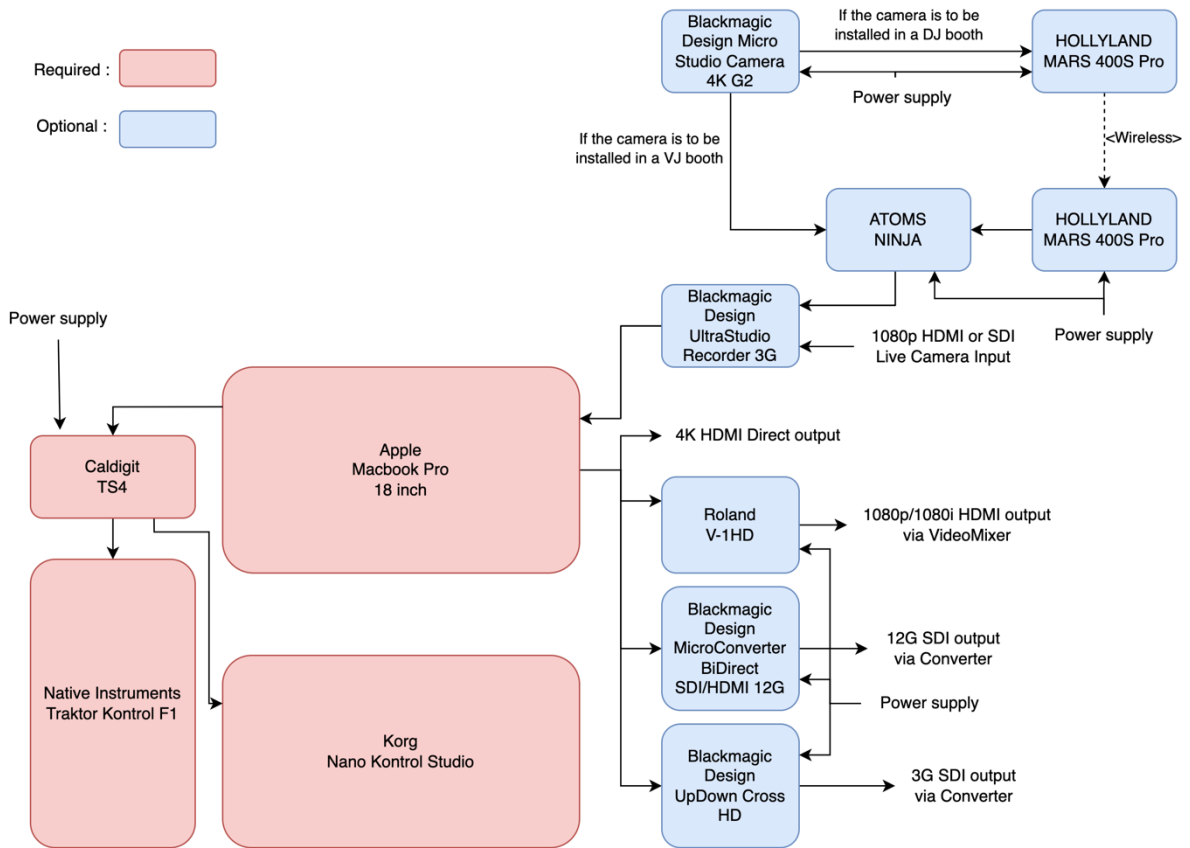 Required :
Optional :
Blackmagic
Design Micro
Studio Camera
4K G2
If the camera is to be
installed in a DJ booth
Power supply
HOLLYLAND
MARS 400S Pro
If the camera is to be
installed in a VJ booth
<Wireless>
ATOMS
NINJA
HOLLYLAND
MARS 400S Pro
Blackmagic
Design
UltraStudio
Recorder 3G
1080p HDMI or SDI
Live Camera Input
Power supply
Power supply
Caldigit
TS4
Apple
Macbook Pro
18 inch
4K HDMI Direct output
Roland
V-1HD
1080p/1080i HDMI output
via VideoMixer
Native Instruments
Traktor Kontrol F1
Korg
Nano Kontrol Studio
Blackmagic
Design
MicroConverter
BiDirect
SDI/HDMI 12G
12G SDI output
via Converter
Power supply
Blackmagic
Design
UpDown Cross
HD
3G SDI output
via Converter